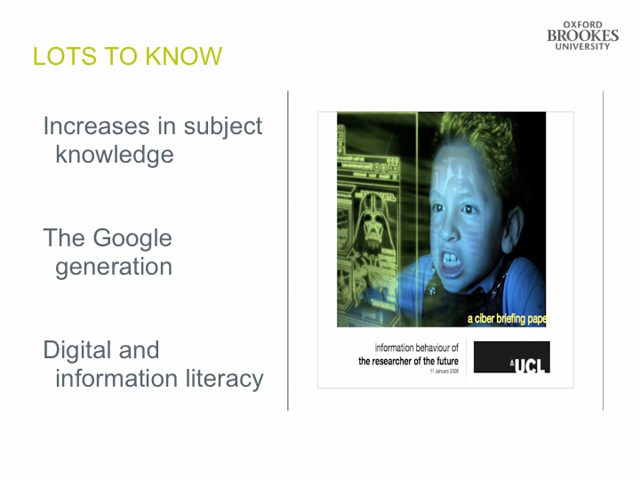 OXFORD
BROOKES
UNIVERSITY
LOTS TO KNOW
Increases in subject
knowledge
The Google
generation
Digital and
information literacy
a ciber briefing pape
information behaviour of
the researcher of the future
11 January 2008
UCL